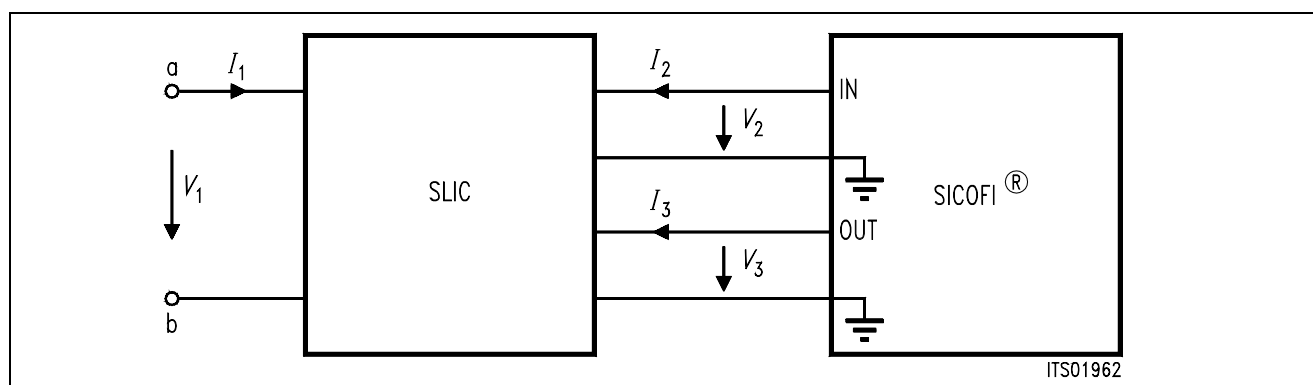 a
I1
I2
IN
V2
V1
SLIC
SICOFI®
I3
OUT
V3
b
ITS01962